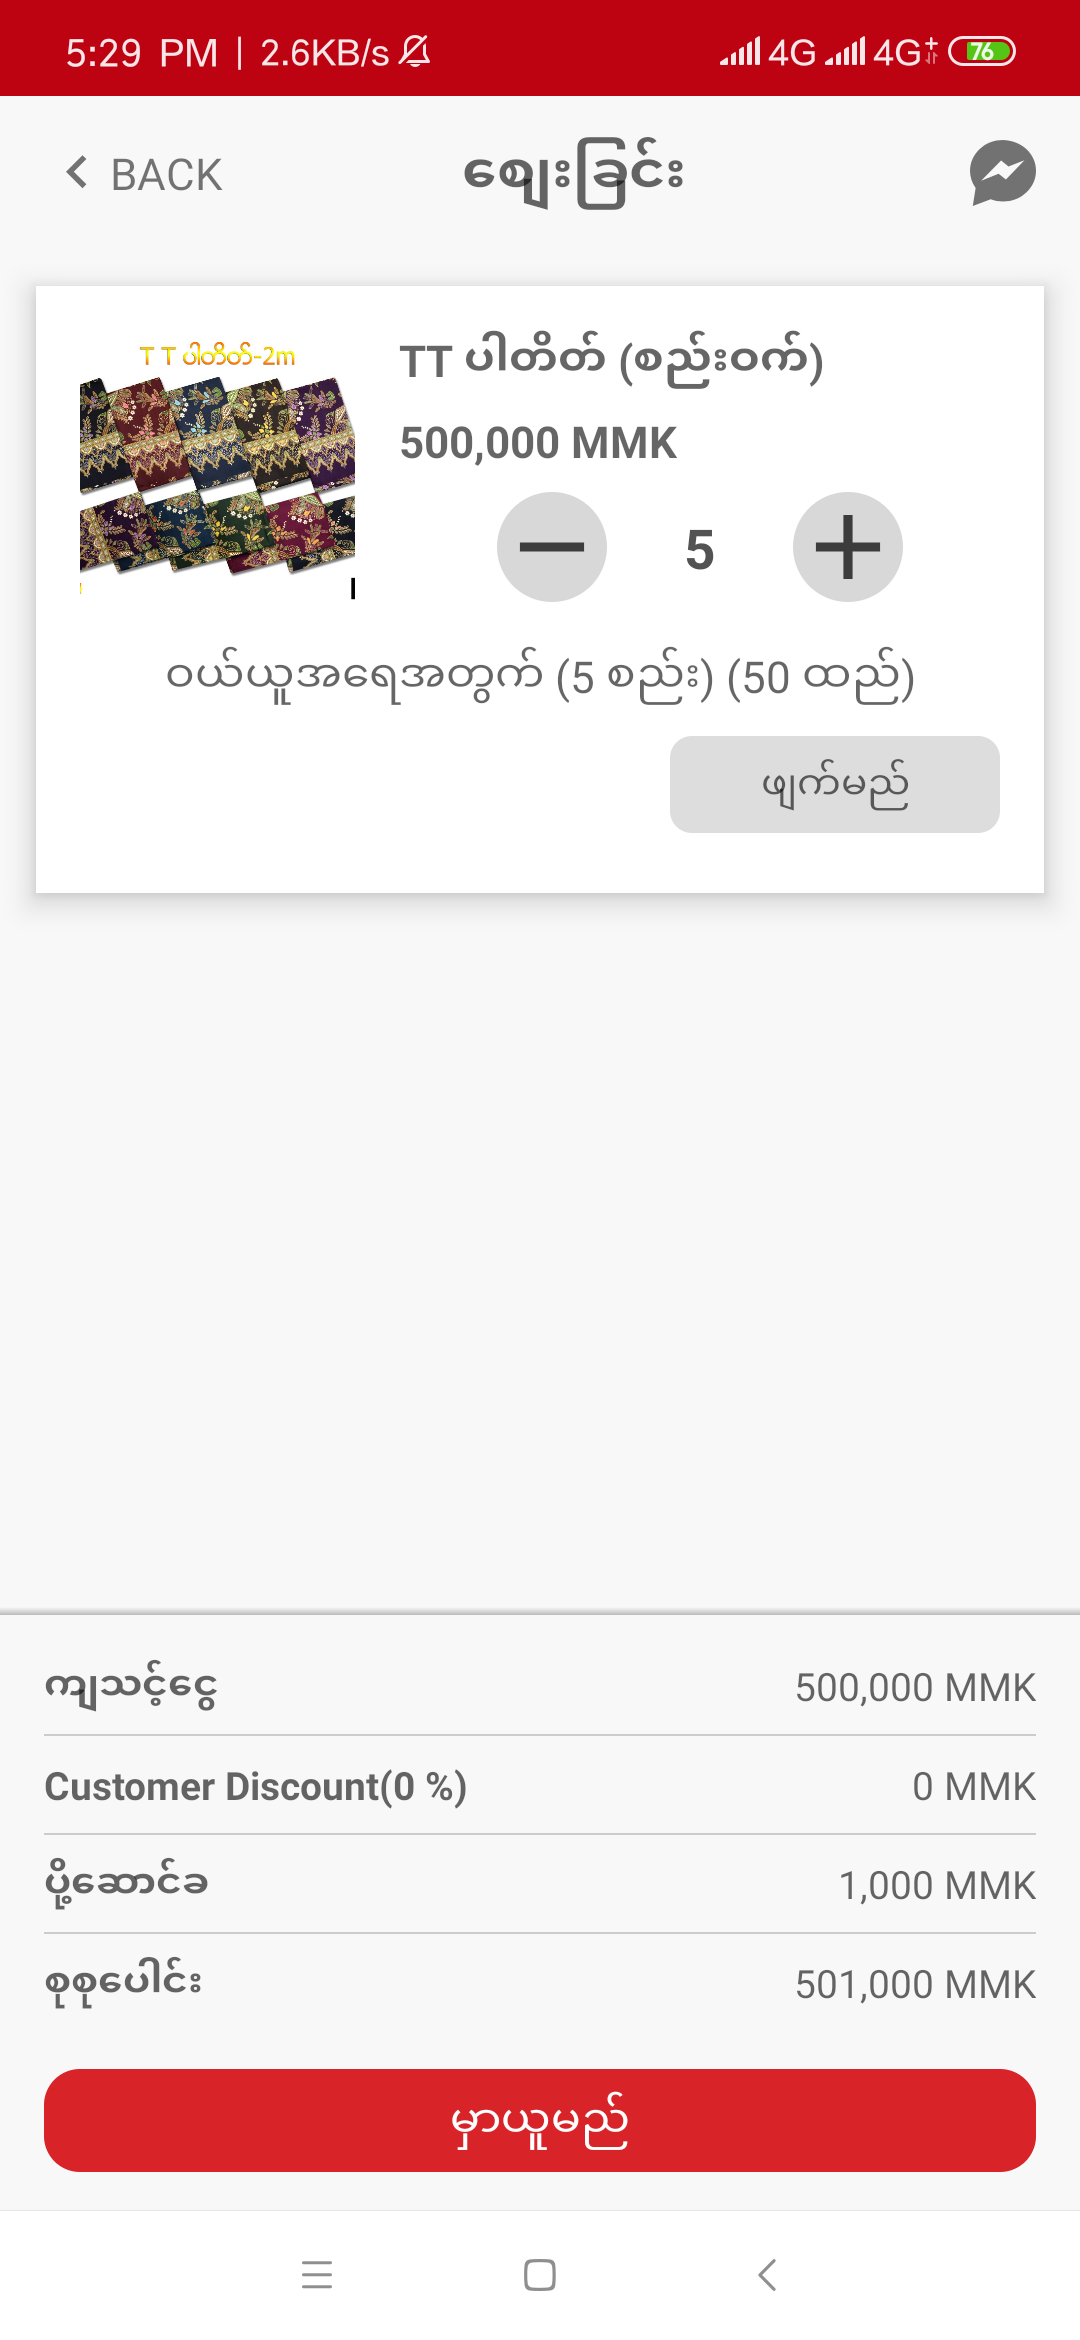 5:29 PM | 2.6KB/s 4G 4G+ 76
BACK
ဈေးခြင်း
T T ပါတိတ်-2m
TT ပါတိတ် (စည်းဝက်)
500,000 MMK
5
ဝယ်ယူအရေအတွက် (5 စည်း) (50 ထည်)
ဖျက်မည်
ကျသင့်ငွေ 500,000 MMK
Customer Discount(0 %) 0 MMK
ပို့ဆောင်ခ 1,000 MMK
စုစုပေါင်း 501,000 MMK
မှာယူမည်